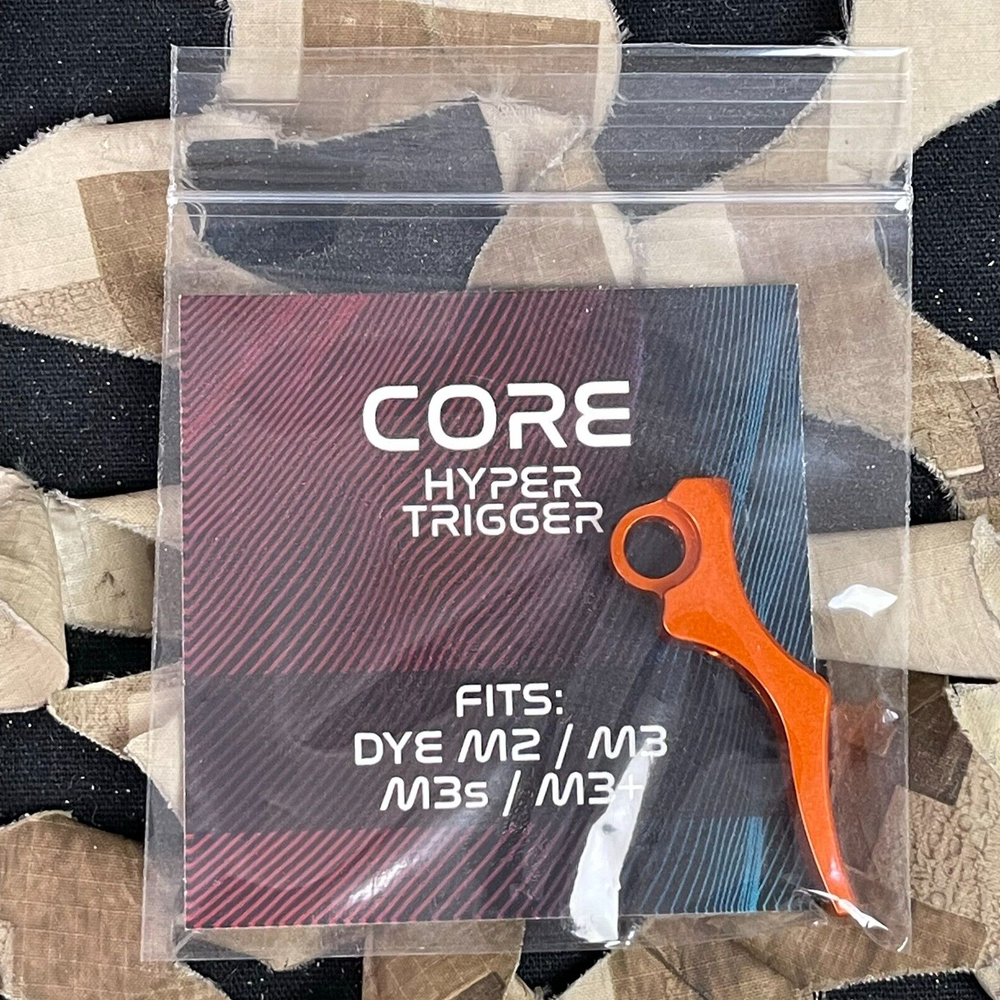 CORE
HYPER
TRIGGER
FITS:
DYE M2 / M3
M3s / M3+